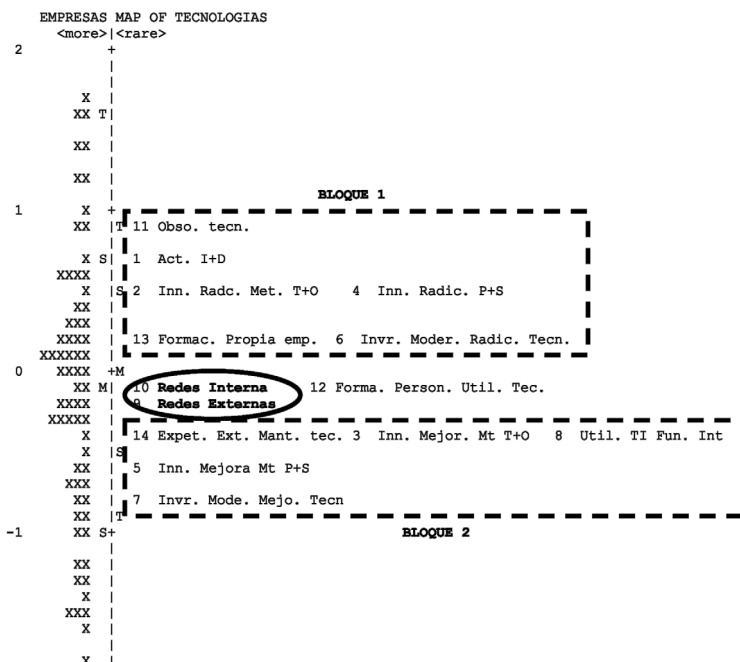 EMPRESAS MAP OF TECNOLOGIAS
<more>|<rare>
2 +
|
|
X |
XX T|
|
XX |
|
XX |
BLOQUE 1
1 X +
XX |T 11 Obso. tecn.
|
X S| 1 Act. I+D
XXXX |
X |S 2 Inn. Radc. Met. T+O 4 Inn. Radic. P+S
XX |
XXX |
XXXX | 13 Formac. Propia emp. 6 Invr. Moder. Radic. Tecn.
XXXXXX |
0 XXXX +M
XX M| 10 Redes Interna 12 Forma. Person. Util. Tec.
XXXX | 9 Redes Externas
XXXXX |
X | 14 Expet. Ext. Mant. tec. 3 Inn. Mejor. Mt T+O 8 Util. TI Fun. Int
X |S
XX | 5 Inn. Mejora Mt P+S
XXX |
XX | 7 Invr. Mode. Mejo. Tecn
XX |T
-1 XX S+ BLOQUE 2
|
XX |
XX |
X |
XXX |
X |
|
X |